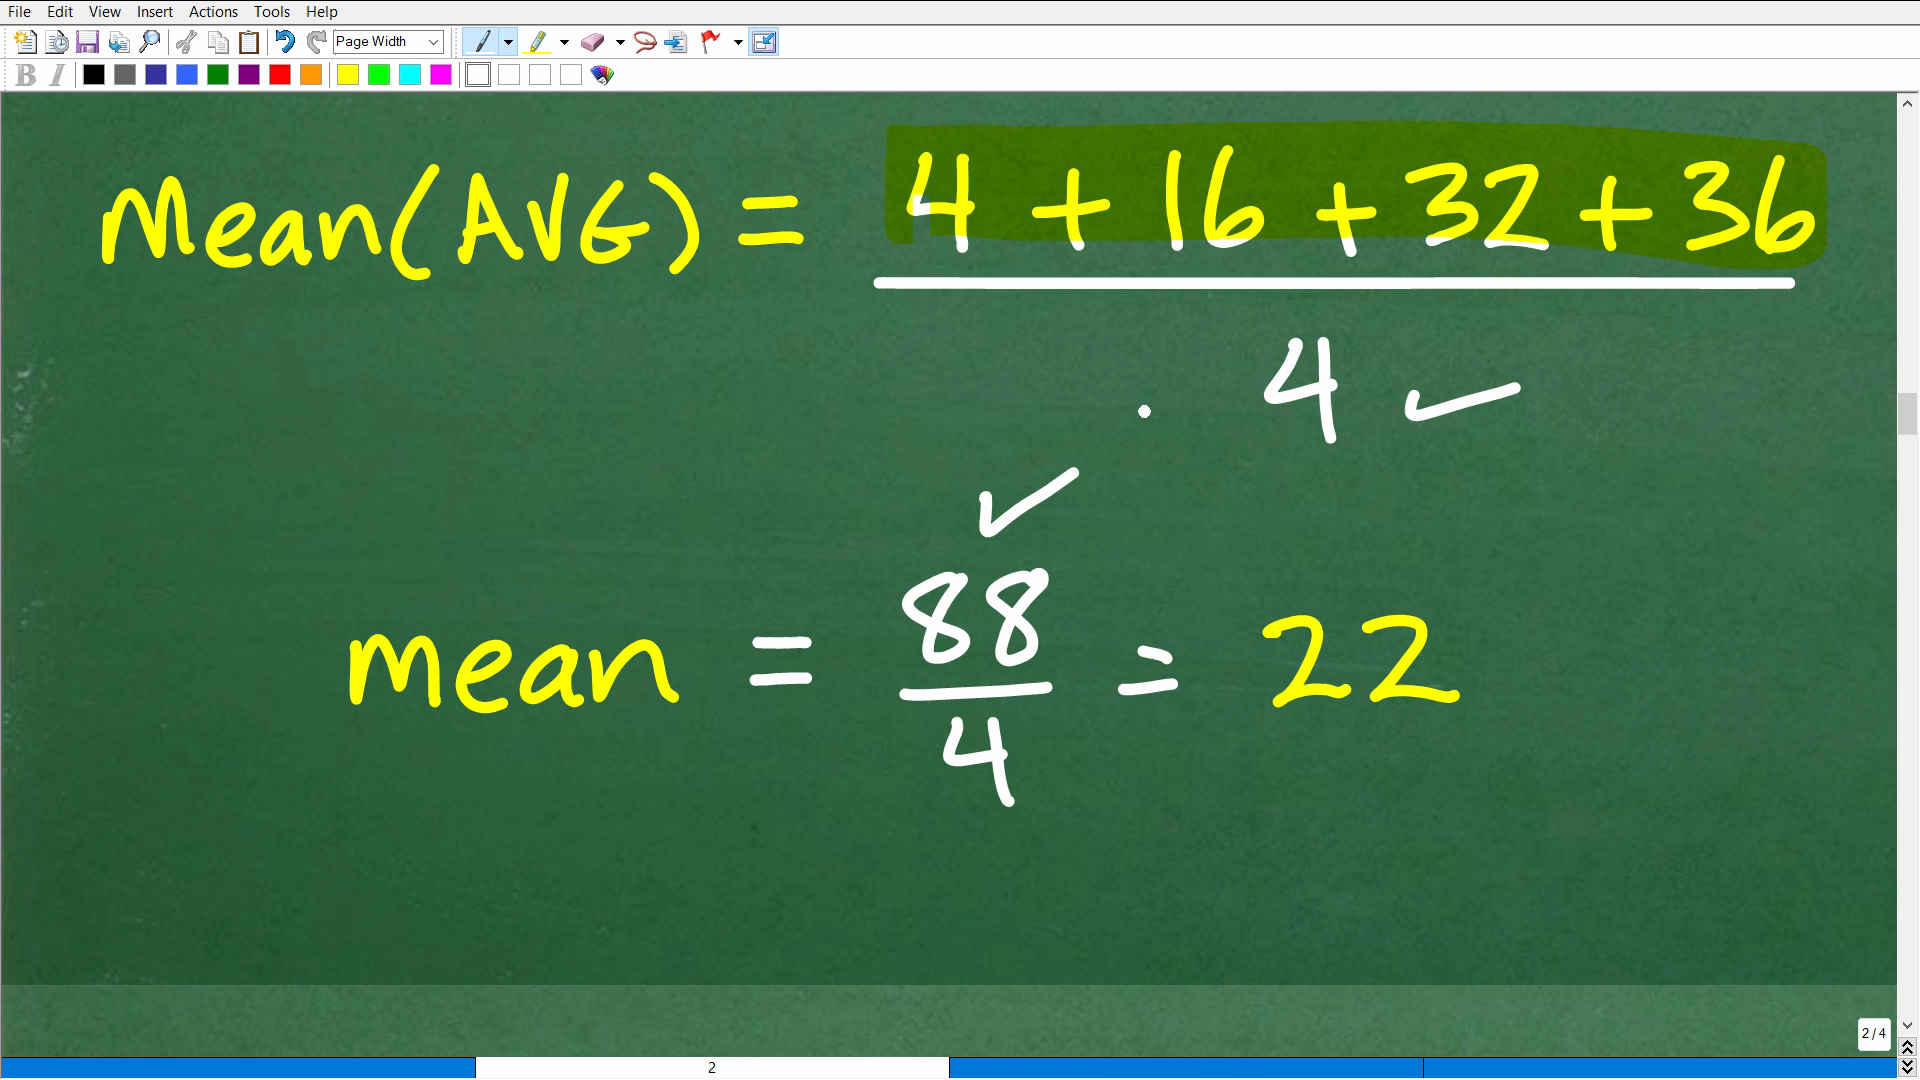 File Edit View Insert Actions Tools Help
Page Width
B I
Mean(AVG) = 4 + 16 + 32 + 36
4 ✓
✓
mean = 88 = 22
4
2 / 4
2